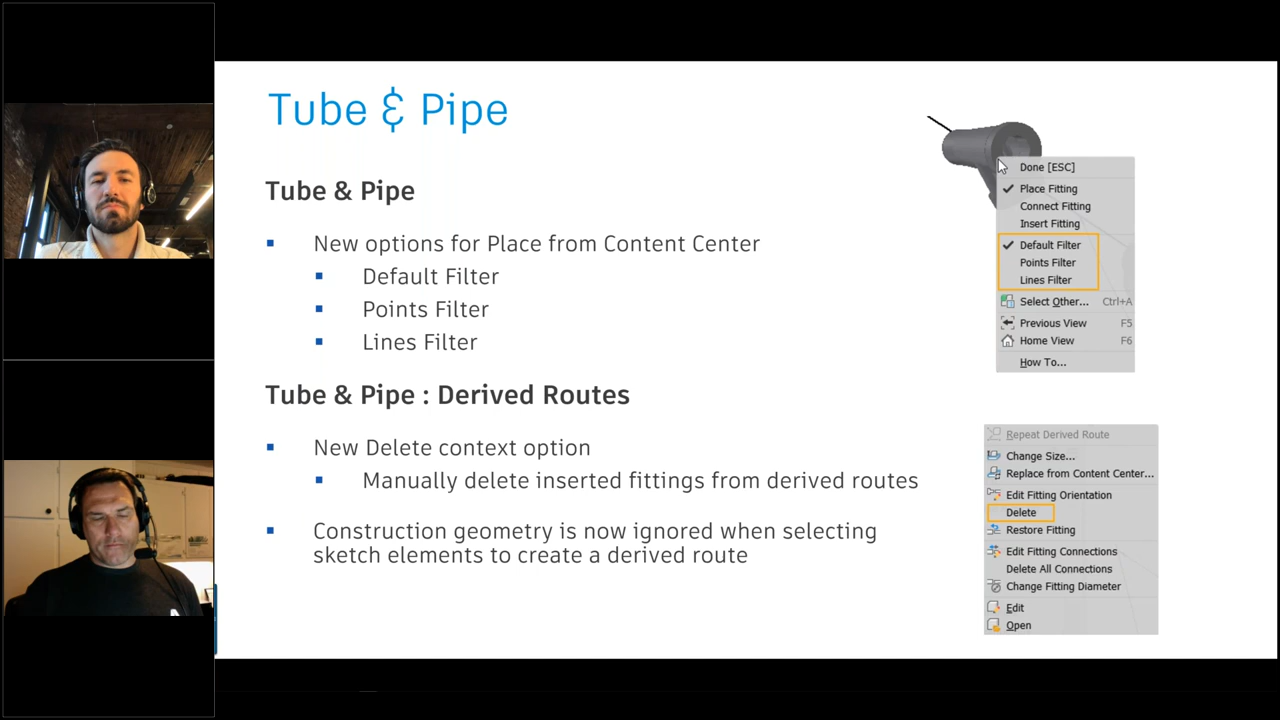 Tube & Pipe
Tube & Pipe
New options for Place from Content Center
Default Filter
Points Filter
Lines Filter
Tube & Pipe : Derived Routes
New Delete context option
Manually delete inserted fittings from derived routes
Construction geometry is now ignored when selecting
sketch elements to create a derived route
Done [ESC]
Place Fitting
Connect Fitting
Insert Fitting
Default Filter
Points Filter
Lines Filter
Select Other... Ctrl+A
Previous View F5
Home View F6
How To...
Repeat Derived Route
Change Size...
Replace from Content Center...
Edit Fitting Orientation
Delete
Restore Fitting
Edit Fitting Connections
Delete All Connections
Change Fitting Diameter
Edit
Open